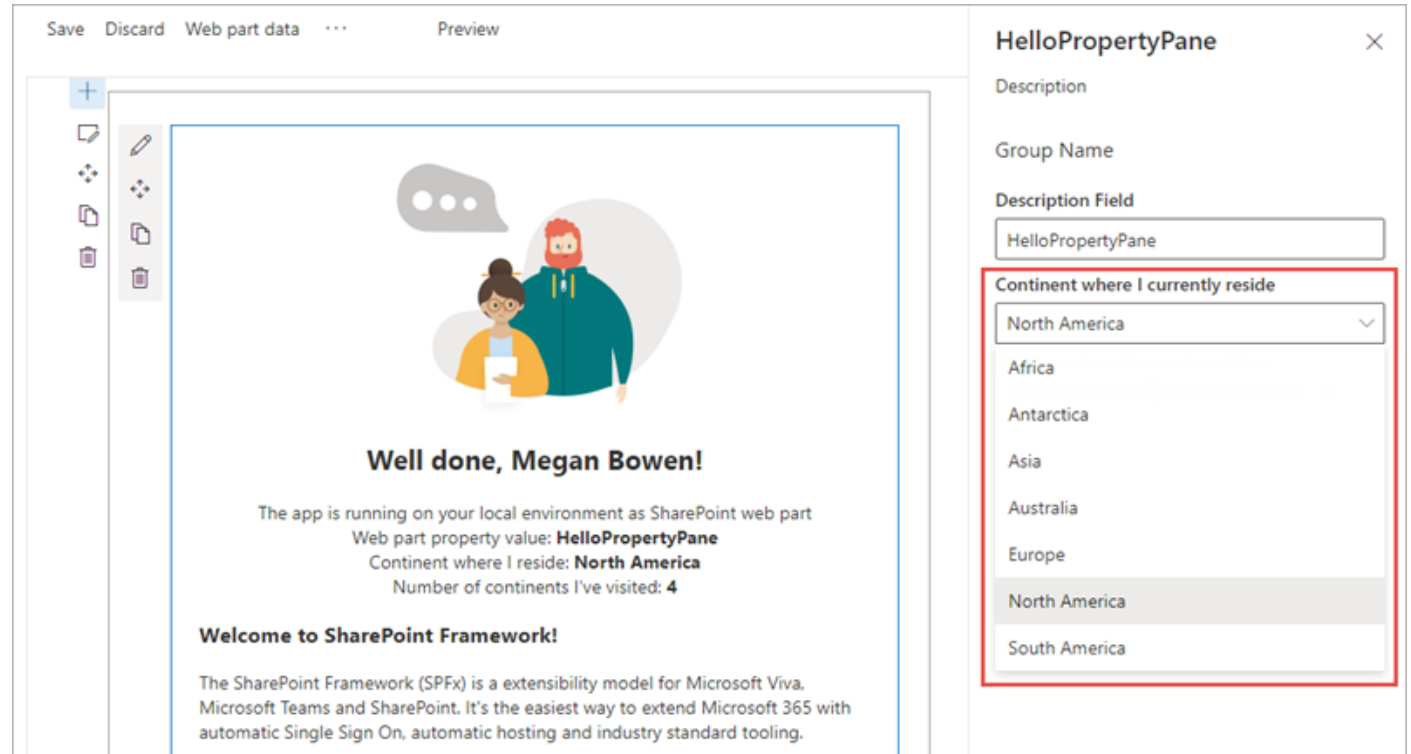 Save Discard Web part data ··· Preview
Well done, Megan Bowen!
The app is running on your local environment as SharePoint web part
Web part property value: HelloPropertyPane
Continent where I reside: North America
Number of continents I've visited: 4
Welcome to SharePoint Framework!
The SharePoint Framework (SPFx) is a extensibility model for Microsoft Viva,
Microsoft Teams and SharePoint. It's the easiest way to extend Microsoft 365 with
automatic Single Sign On, automatic hosting and industry standard tooling.
HelloPropertyPane
Description
Group Name
Description Field
HelloPropertyPane
Continent where I currently reside
North America
Africa
Antarctica
Asia
Australia
Europe
North America
South America